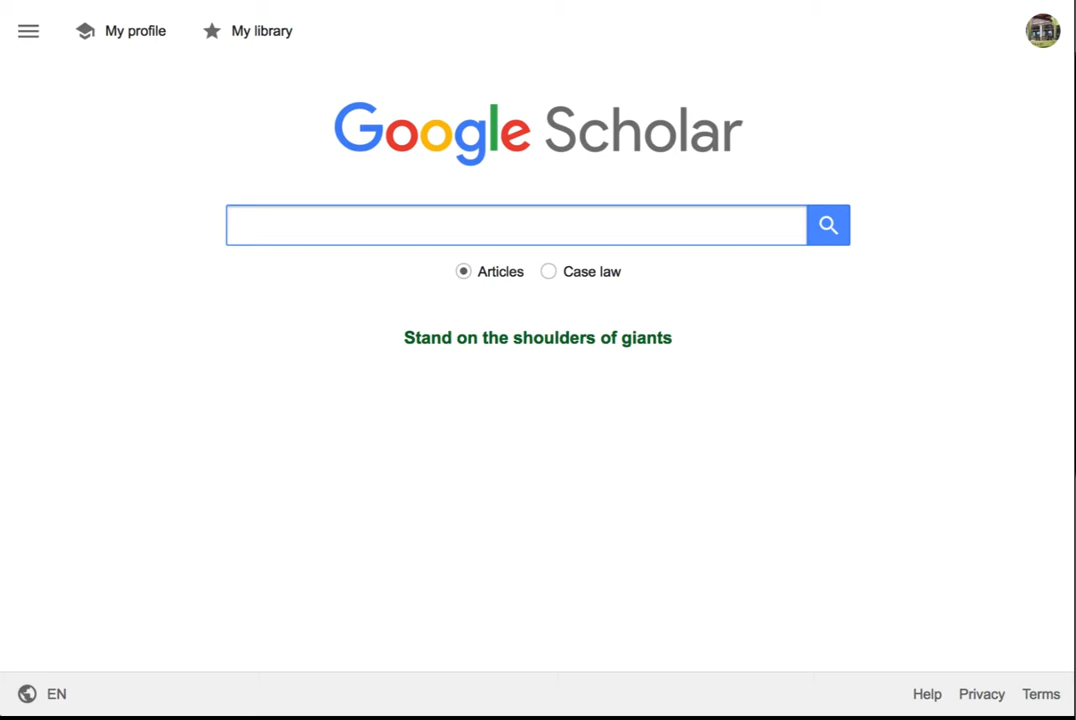 My profile My library
Google Scholar
Articles Case law
Stand on the shoulders of giants
EN Help Privacy Terms